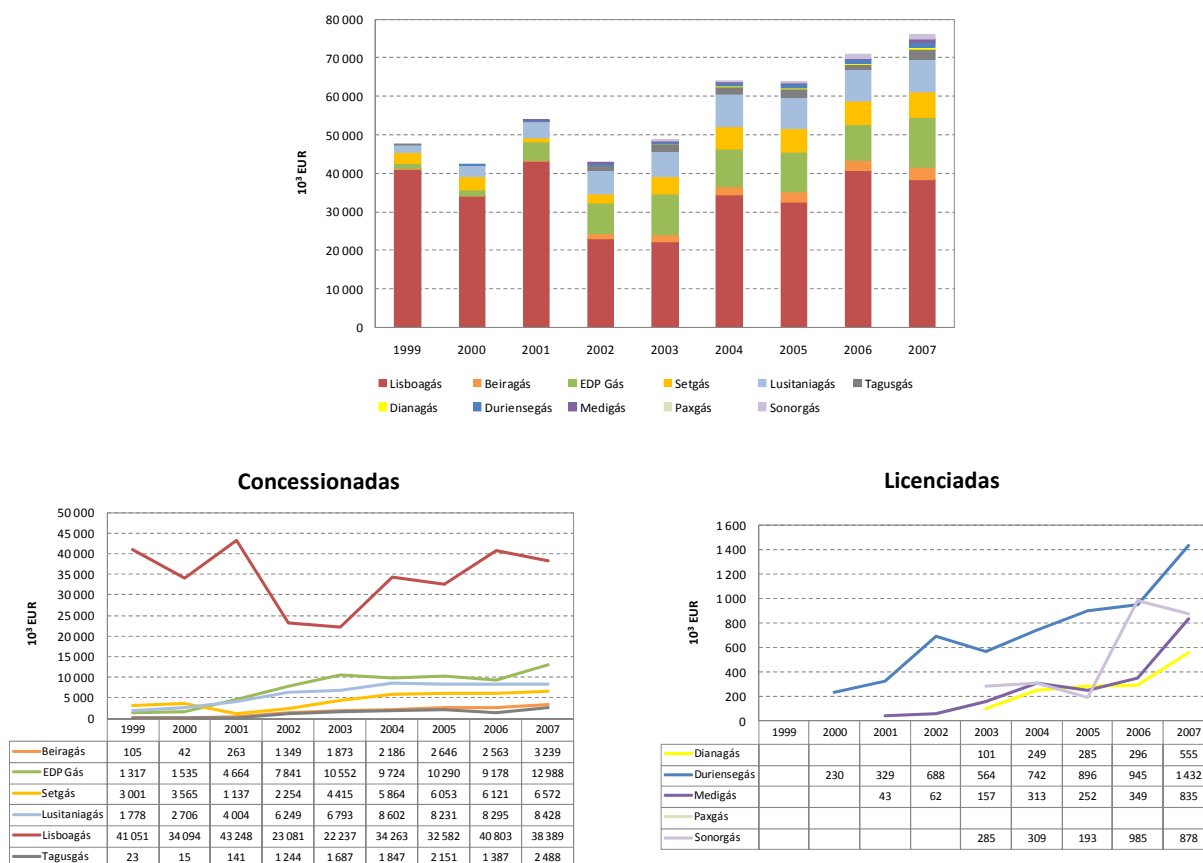 80 000
70 000
60 000
50 000
40 000
30 000
20 000
10 000
0
10³ EUR
1999 2000 2001 2002 2003 2004 2005 2006 2007
Lisboagás Beiragás EDP Gás Setgás Lusitaniagás Tagusgás
Dianagás Duriensegás Medigás Paxgás Sonorgás
Concessionadas
50 000
45 000
40 000
35 000
30 000
25 000
20 000
15 000
10 000
5 000
0
10³ EUR
1999 2000 2001 2002 2003 2004 2005 2006 2007
Beiragás 105 42 263 1 349 1 873 2 186 2 646 2 563 3 239
EDP Gás 1 317 1 535 4 664 7 841 10 552 9 724 10 290 9 178 12 988
Setgás 3 001 3 565 1 137 2 254 4 415 5 864 6 053 6 121 6 572
Lusitaniagás 1 778 2 706 4 004 6 249 6 793 8 602 8 231 8 295 8 428
Lisboagás 41 051 34 094 43 248 23 081 22 237 34 263 32 582 40 803 38 389
Tagusgás 23 15 141 1 244 1 687 1 847 2 151 1 387 2 488
Licenciadas
1 600
1 400
1 200
1 000
800
600
400
200
0
10³ EUR
1999 2000 2001 2002 2003 2004 2005 2006 2007
Dianagás 101 249 285 296 555
Duriensegás 230 329 688 564 742 896 945 1 432
Medigás 43 62 157 313 252 349 835
Paxgás
Sonorgás 285 309 193 985 878